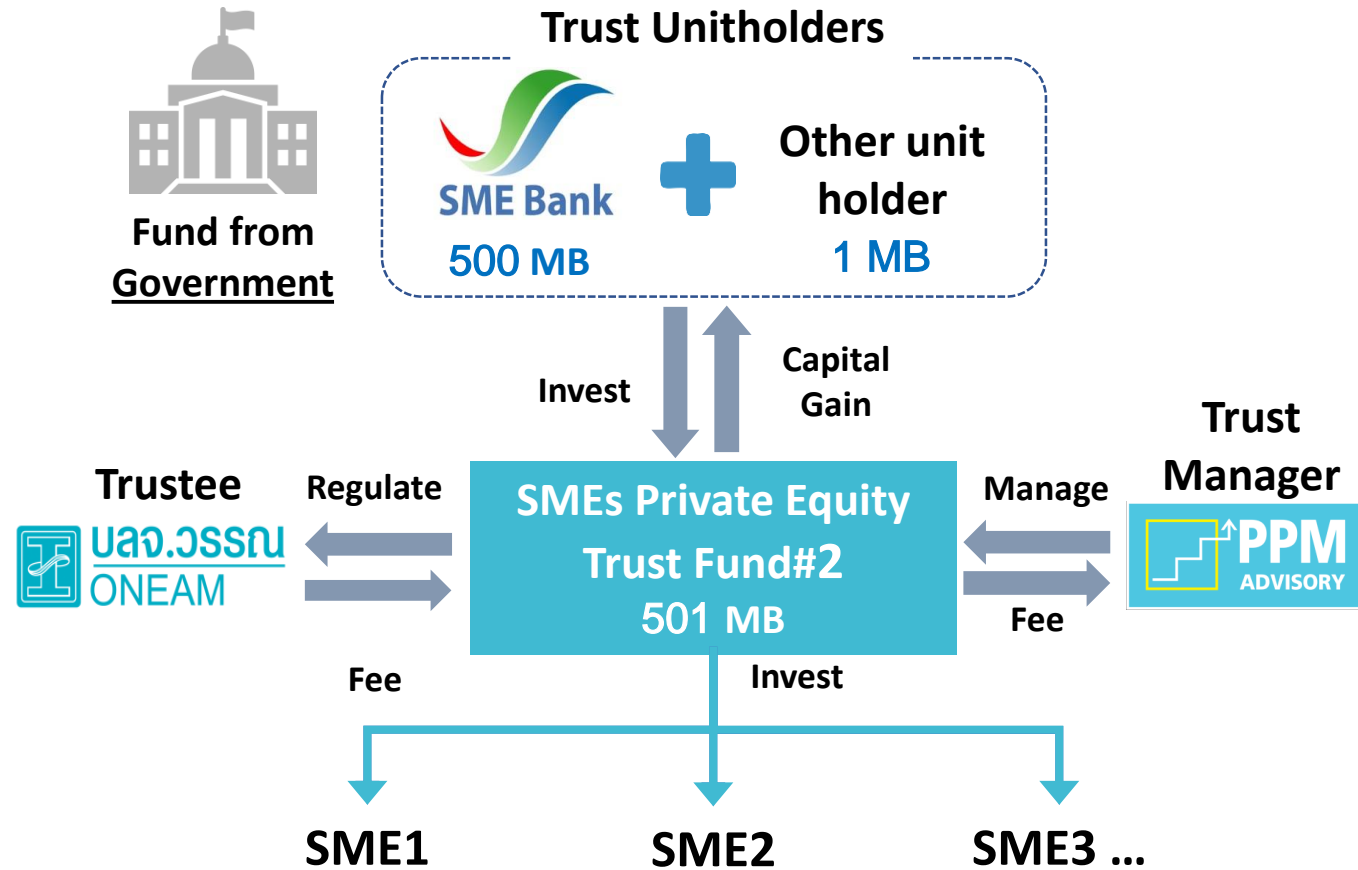 Trust Unitholders
SME Bank
500 MB
Other unit
holder
1 MB
Fund from
Government
Invest
Capital
Gain
Trustee
บลจ.วรรณ
ONEAM
Regulate
Fee
SMEs Private Equity
Trust Fund#2
501 MB
Manage
Fee
Trust
Manager
PPM
ADVISORY
Invest
SME1
SME2
SME3 ...